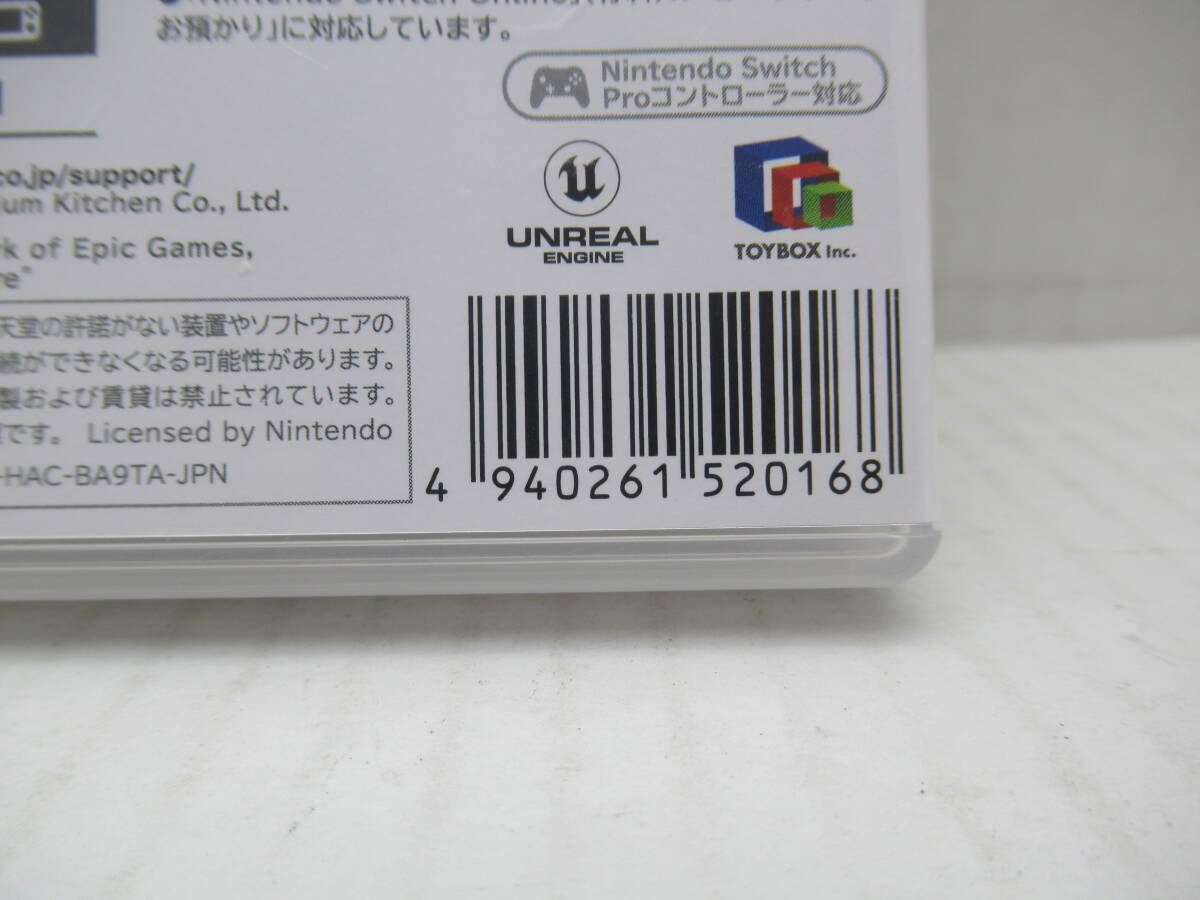 お預かり」に対応しています。
Nintendo Switch
Proコントローラー対応
.co.jp/support/
ium Kitchen Co., Ltd.
rk of Epic Games,
re"
UNREAL
ENGINE
TOYBOX Inc.
天堂の許諾がない装置やソフトウェアの
続ができなくなる可能性があります。
製および賃貸は禁止されています。
です。 Licensed by Nintendo
-HAC-BA9TA-JPN
4 940261 520168